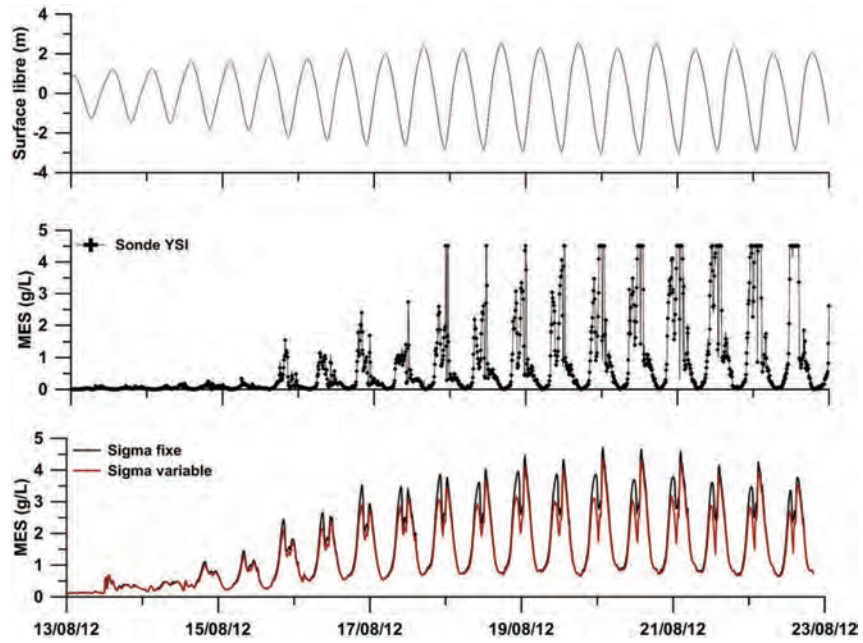 Surface libre (m)
4
2
0
-2
-4
MES (g/L)
5
4
3
2
1
0
Sonde YSI
MES (g/L)
5
4
3
2
1
0
Sigma fixe
Sigma variable
13/08/12 15/08/12 17/08/12 19/08/12 21/08/12 23/08/12